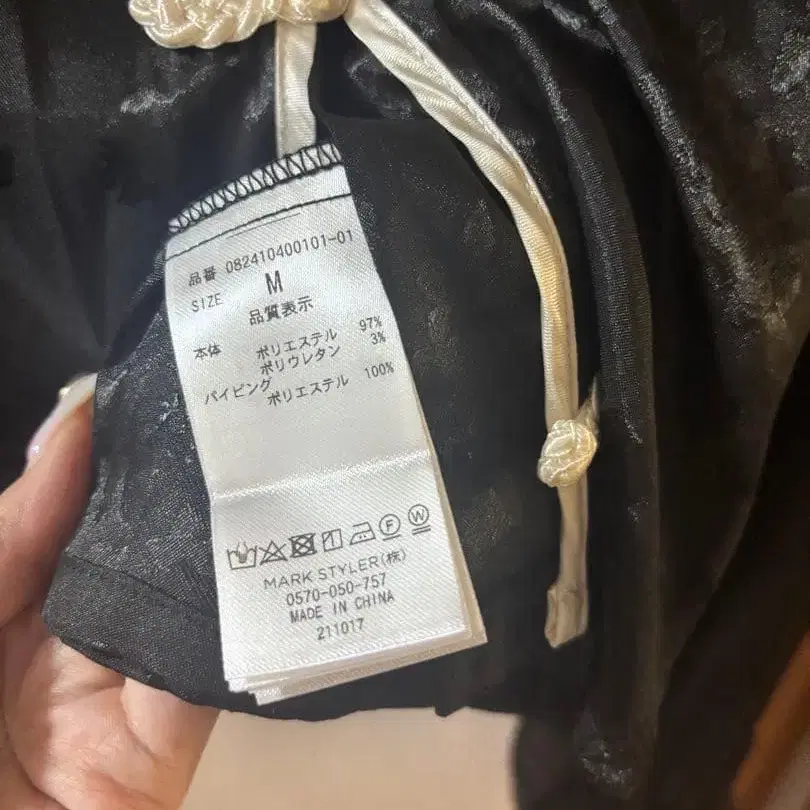 品番 082410400101-01
SIZE M
品質表示
本体 ポリエステル 97%
ポリウレタン 3%
パイピング
ポリエステル 100%
F W
MARK STYLER(株)
0570-050-757
MADE IN CHINA
211017